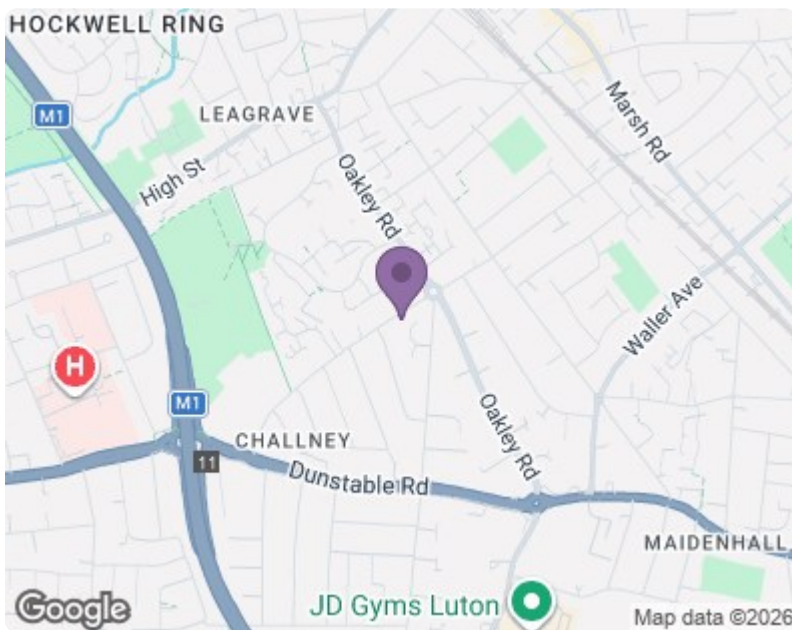 HOCKWELL RING
M1
LEAGRAVE
High St
Oakley Rd
Marsh Rd
Waller Ave
H
M1
CHALLNEY
11
Dunstable Rd
Oakley Rd
MAIDENHALL
JD Gyms Luton
Google
Map data ©2026